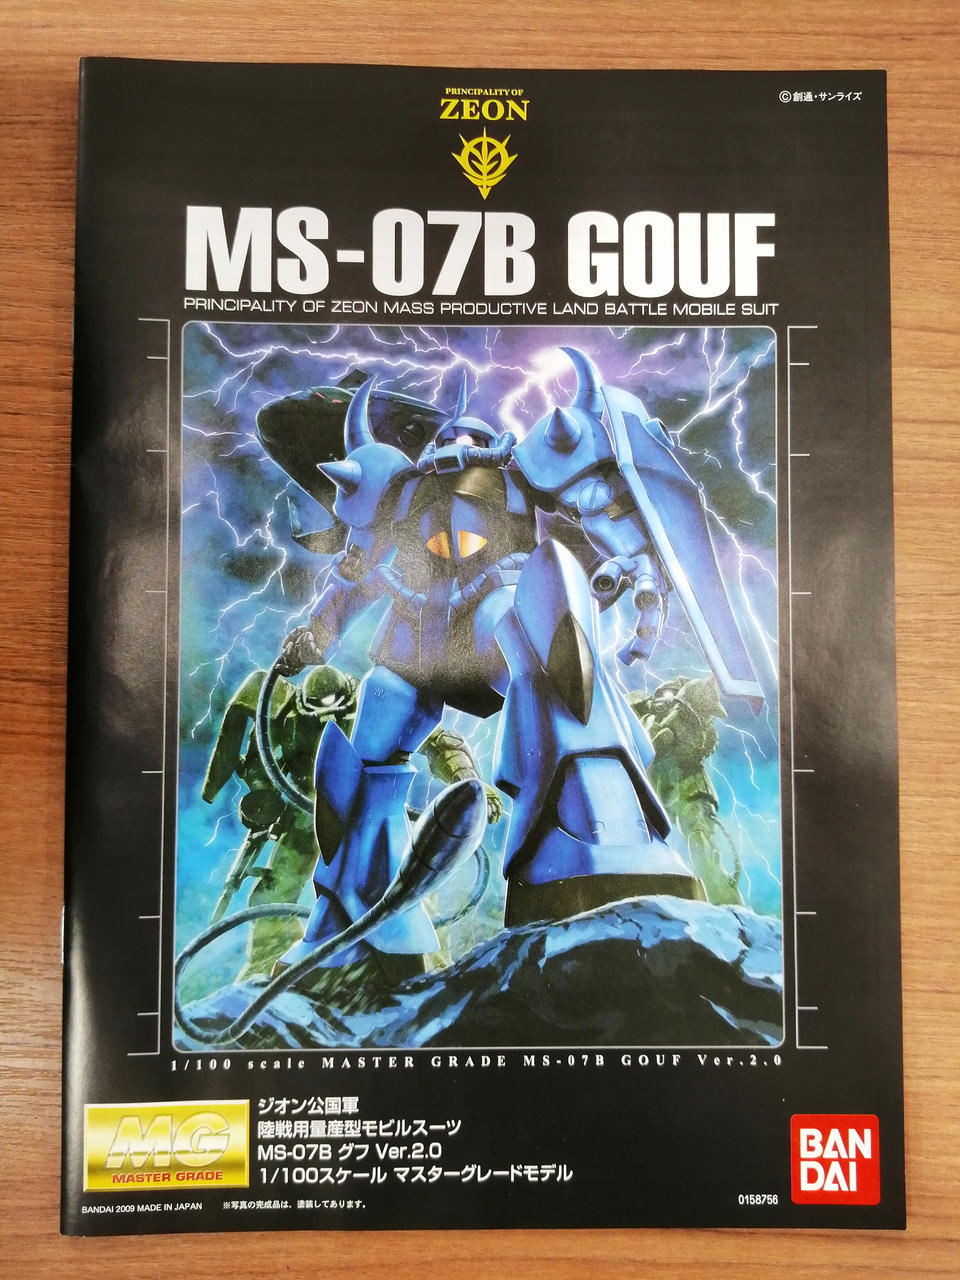 PRINCIPALITY OF
ZEON
©創通・サンライズ
MS-07B GOUF
PRINCIPALITY OF ZEON MASS PRODUCTIVE LAND BATTLE MOBILE SUIT
1/100 scale MASTER GRADE MS-07B GOUF Ver.2.0
MG
MASTER GRADE
ジオン公国軍
陸戦用量産型モビルスーツ
MS-07B グフ Ver.2.0
1/100スケール マスターグレードモデル
BAN
DAI
BANDAI 2009 MADE IN JAPAN
※写真の完成品は、塗装してあります。
0158756